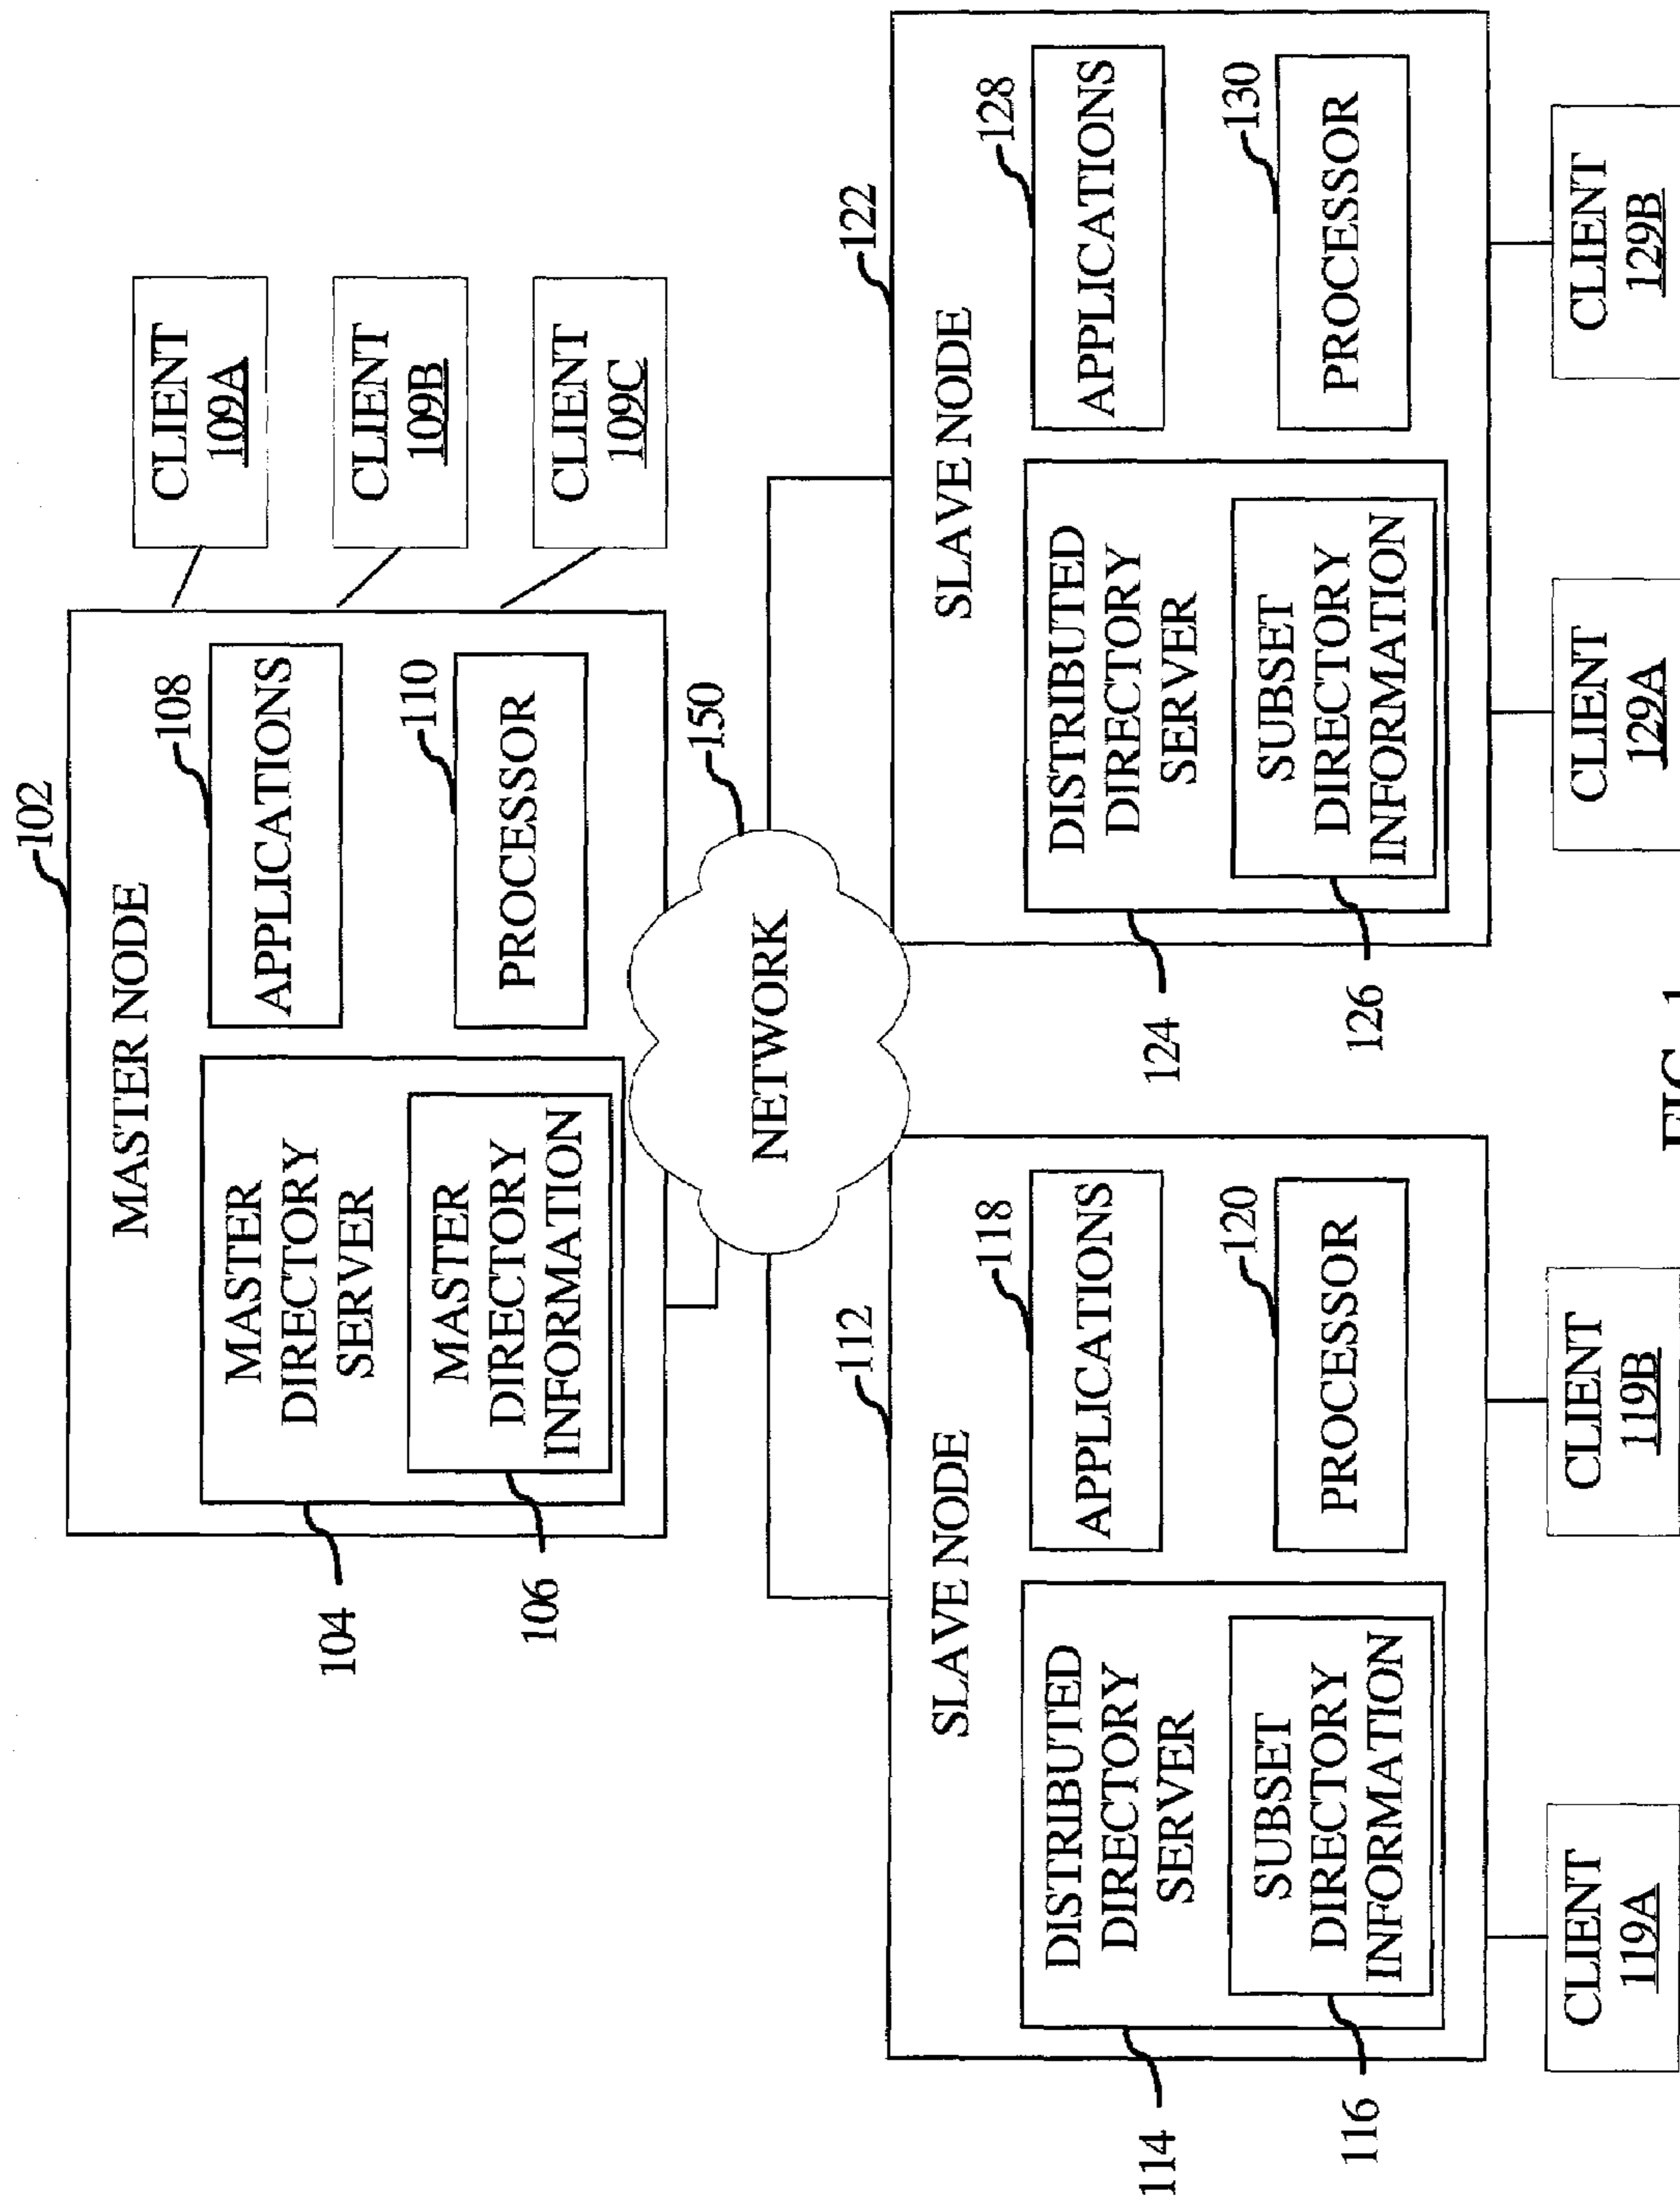 102
MASTER NODE
MASTER
DIRECTORY
SERVER
MASTER
DIRECTORY
INFORMATION
104
106
108
APPLICATIONS
110
PROCESSOR
CLIENT
109A
CLIENT
109B
CLIENT
109C
150
NETWORK
112
SLAVE NODE
DISTRIBUTED
DIRECTORY
SERVER
SUBSET
DIRECTORY
INFORMATION
114
116
118
APPLICATIONS
120
PROCESSOR
CLIENT
119A
CLIENT
119B
122
SLAVE NODE
DISTRIBUTED
DIRECTORY
SERVER
SUBSET
DIRECTORY
INFORMATION
124
126
128
APPLICATIONS
130
PROCESSOR
CLIENT
129A
CLIENT
129B
FIG. 1